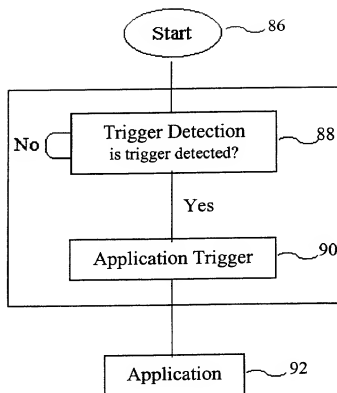 Start
86
Trigger Detection
is trigger detected?
88
No
Yes
Application Trigger
90
Application
92